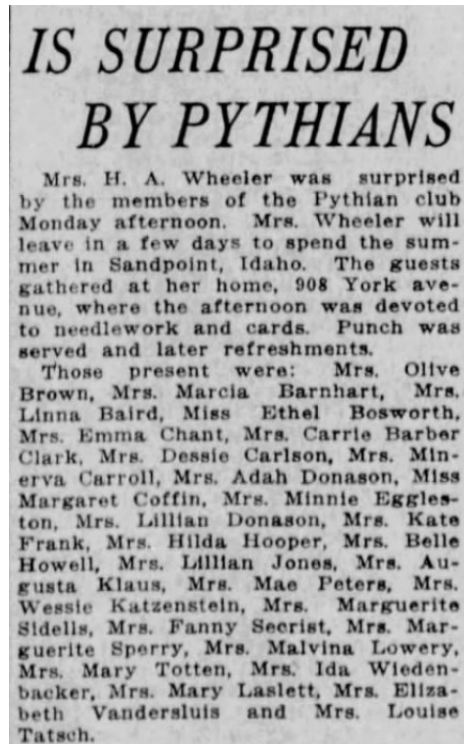 IS SURPRISED
BY PYTHIANS
Mrs. H. A. Wheeler was surprised
by the members of the Pythian club
Monday afternoon. Mrs. Wheeler will
leave in a few days to spend the sum-
mer in Sandpoint, Idaho. The guests
gathered at her home, 908 York ave-
nue, where the afternoon was devoted
to needlework and cards. Punch was
served and later refreshments.
Those present were: Mrs. Olive
Brown, Mrs. Marcia Barnhart, Mrs.
Linna Baird, Miss Ethel Bosworth,
Mrs. Emma Chant, Mrs. Carrie Barber
Clark, Mrs. Dessie Carlson, Mrs. Min-
erva Carroll, Mrs. Adah Donason, Miss
Margaret Coffin, Mrs. Minnie Eggles-
ton, Mrs. Lillian Donason, Mrs. Kate
Frank, Mrs. Hilda Hooper, Mrs. Belle
Howell, Mrs. Lillian Jones, Mrs. Au-
gusta Klaus, Mrs. Mae Peters, Mrs.
Wessie Katzenstein, Mrs. Marguerite
Sidells, Mrs. Fanny Secrist, Mrs. Mar-
guerite Sperry, Mrs. Malvina Lowery,
Mrs. Mary Totten, Mrs. Ida Wieden-
backer, Mrs. Mary Laslett, Mrs. Eliza-
beth Vandersluis and Mrs. Louise
Tatsch.